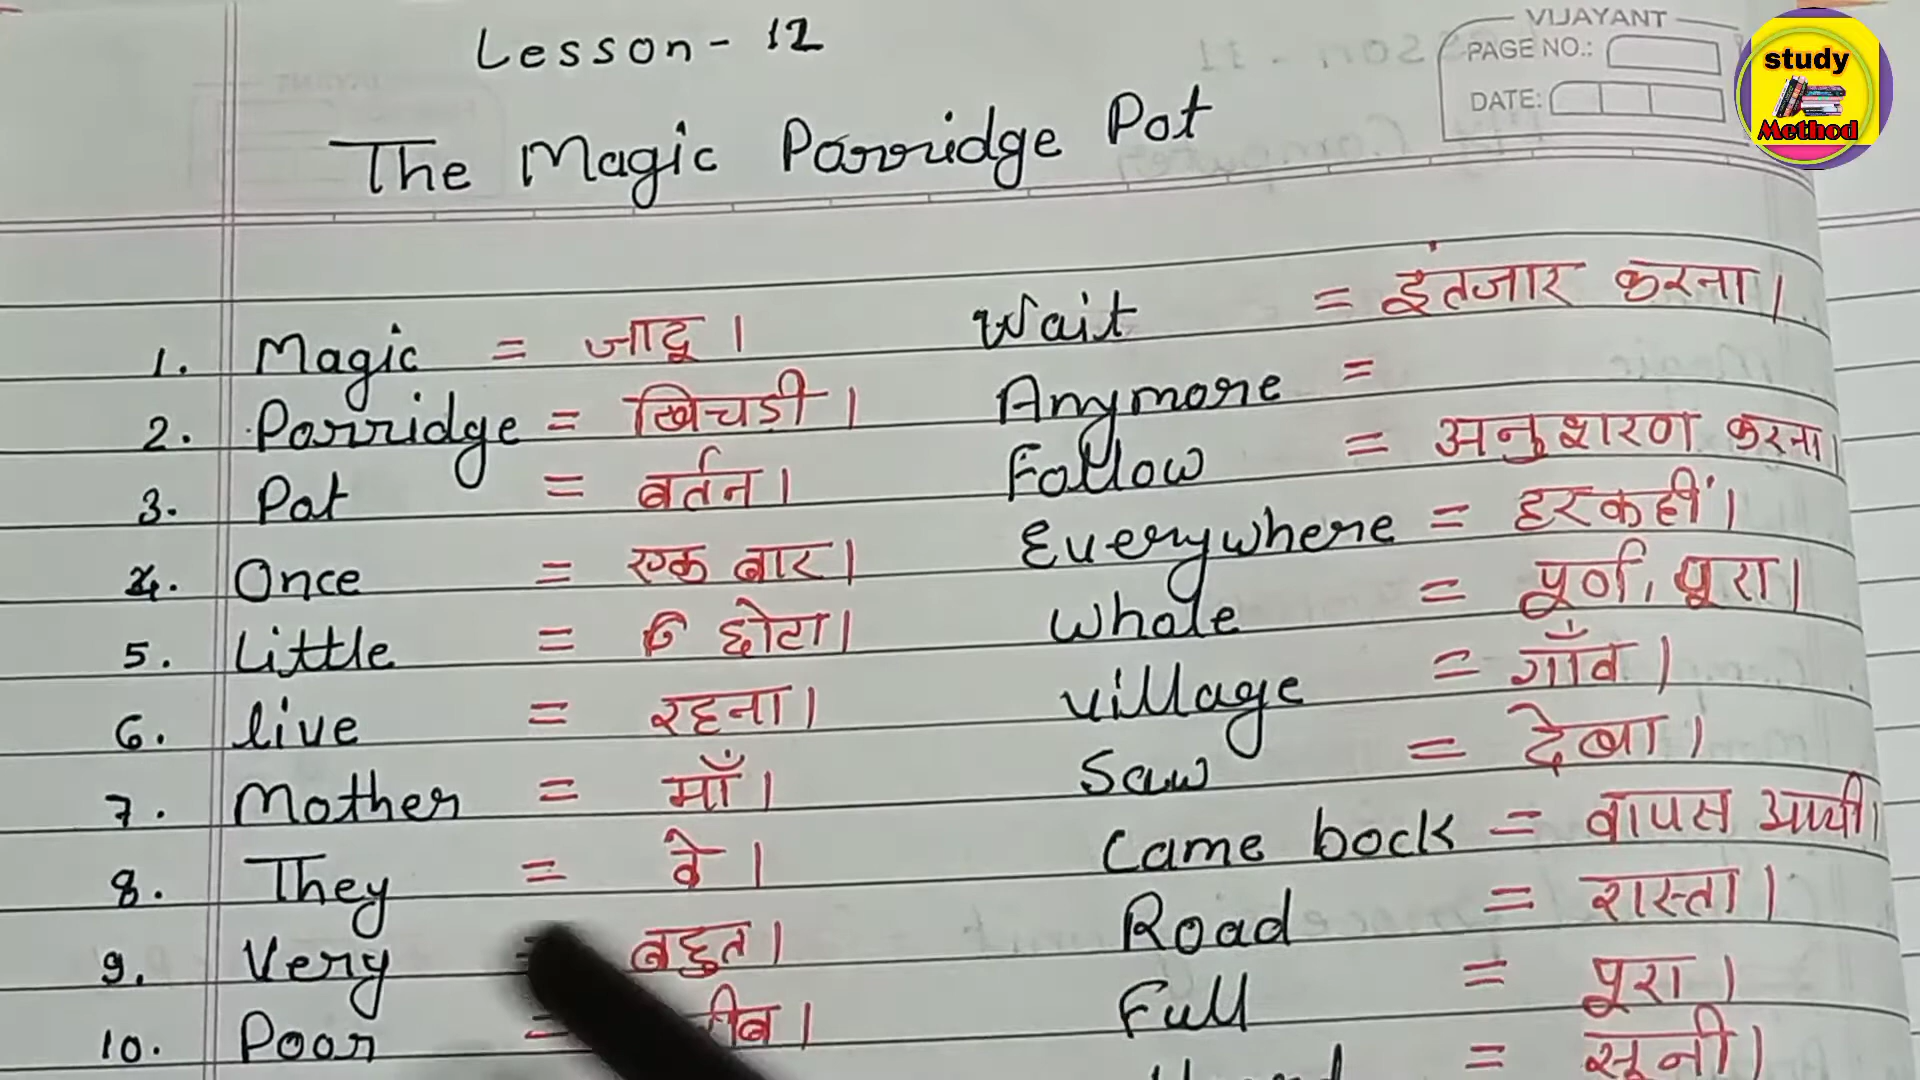 Lesson - 12
The Magic Porridge Pot
VIJAYANT
PAGE NO.:
DATE:
study
Method
1. Magic = जादू।
2. Porridge = खिचड़ी।
3. Pot = बर्तन।
4. Once = एक बार।
5. Little = छोटा।
6. live = रहना।
7. Mother = माँ।
8. They = वे।
9. Very = बहुत।
10. Poor =
Wait = इंतजार करना।
Anymore =
Follow = अनुशरण करना।
Everywhere = हरकहीं।
Whole = पूर्ण, पूरा।
Village = गाँव।
Saw = देखा।
Came back = वापस आयी।
Road = रास्ता।
Full = पूरा।
= सूनी।